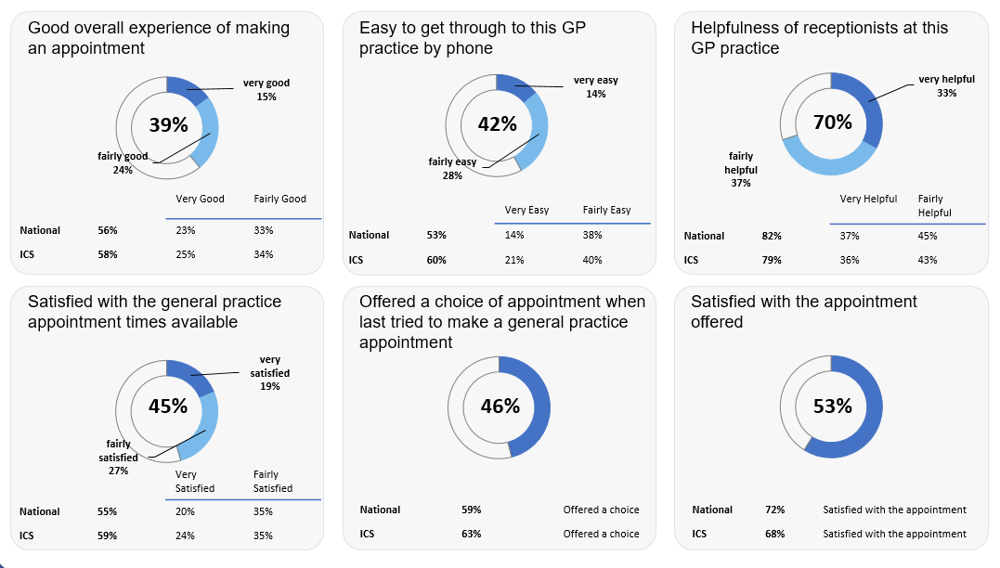 Good overall experience of making
an appointment
very good
15%
39%
fairly good
24%
Very Good Fairly Good
National 56% 23% 33%
ICS 58% 25% 34%
Easy to get through to this GP
practice by phone
very easy
14%
42%
fairly easy
28%
Very Easy Fairly Easy
National 53% 14% 38%
ICS 60% 21% 40%
Helpfulness of receptionists at this
GP practice
very helpful
33%
70%
fairly
helpful
37%
Very Helpful Fairly
Helpful
National 82% 37% 45%
ICS 79% 36% 43%
Satisfied with the general practice
appointment times available
very
satisfied
19%
45%
fairly
satisfied
27%
Very Fairly
Satisfied Satisfied
National 55% 20% 35%
ICS 59% 24% 35%
Offered a choice of appointment when
last tried to make a general practice
appointment
46%
National 59% Offered a choice
ICS 63% Offered a choice
Satisfied with the appointment
offered
53%
National 72% Satisfied with the appointment
ICS 68% Satisfied with the appointment